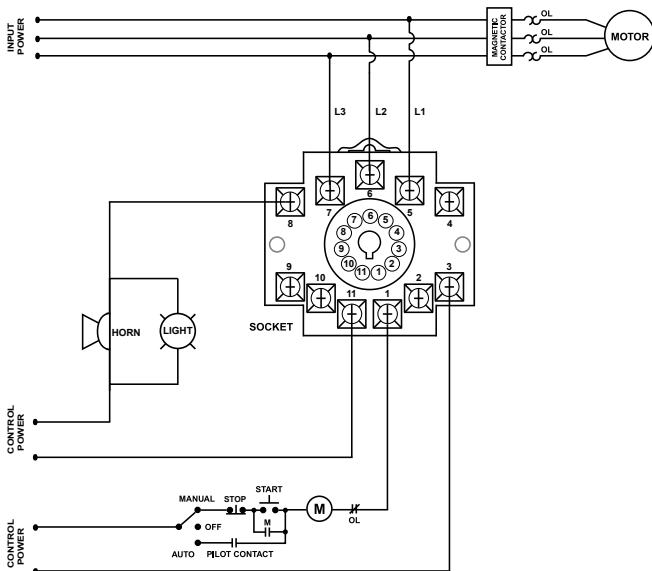 INPUT
POWER
MAGNETIC
CONTACTOR
OL
OL
OL
MOTOR
L3
L2
L1
6
7
5
8
4
6
7
5
8
4
9
3
10
2
11
1
9
10
11
1
2
3
SOCKET
HORN
LIGHT
CONTROL
POWER
MANUAL
STOP
START
M
OFF
M
OL
AUTO
PILOT CONTACT
CONTROL
POWER